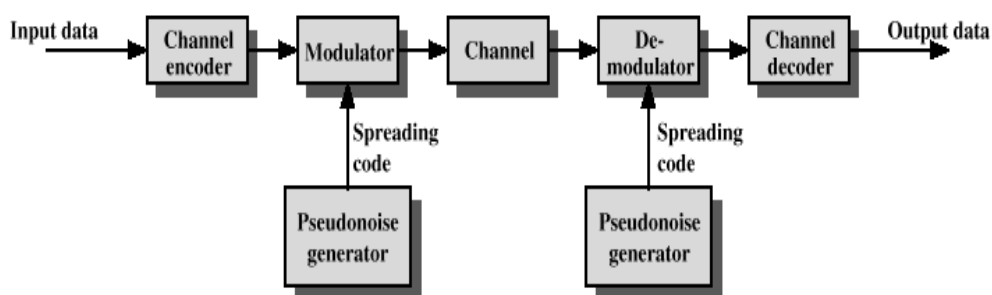 Input data
Channel
encoder
Modulator
Channel
De-
modulator
Channel
decoder
Output data
Spreading
code
Spreading
code
Pseudonoise
generator
Pseudonoise
generator